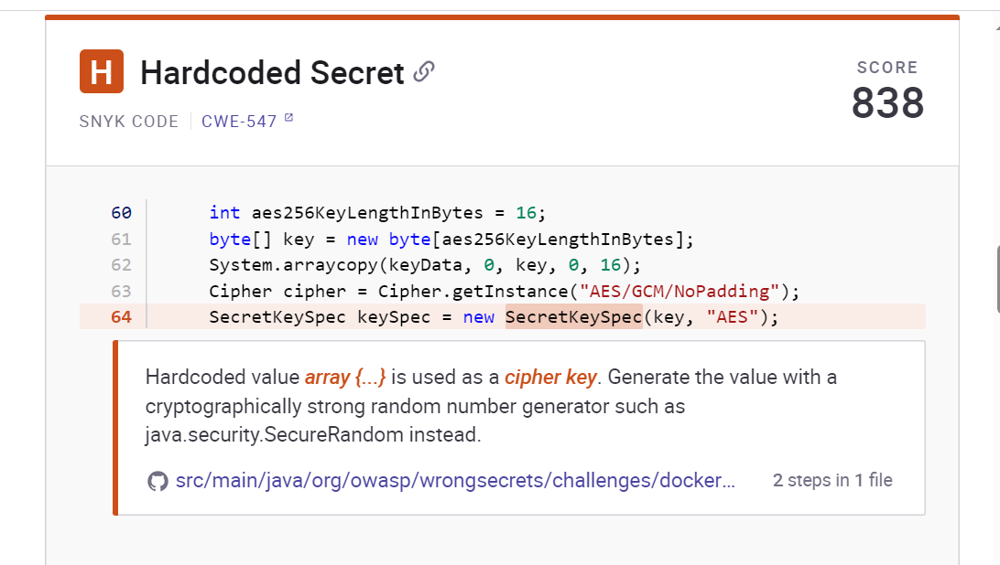 H Hardcoded Secret
SCORE
838
SNYK CODE CWE-547
60 int aes256KeyLengthInBytes = 16;
61 byte[] key = new byte[aes256KeyLengthInBytes];
62 System.arraycopy(keyData, 0, key, 0, 16);
63 Cipher cipher = Cipher.getInstance("AES/GCM/NoPadding");
64 SecretKeySpec keySpec = new SecretKeySpec(key, "AES");
Hardcoded value array {...} is used as a cipher key. Generate the value with a
cryptographically strong random number generator such as
java.security.SecureRandom instead.
src/main/java/org/owasp/wrongsecrets/challenges/docker... 2 steps in 1 file